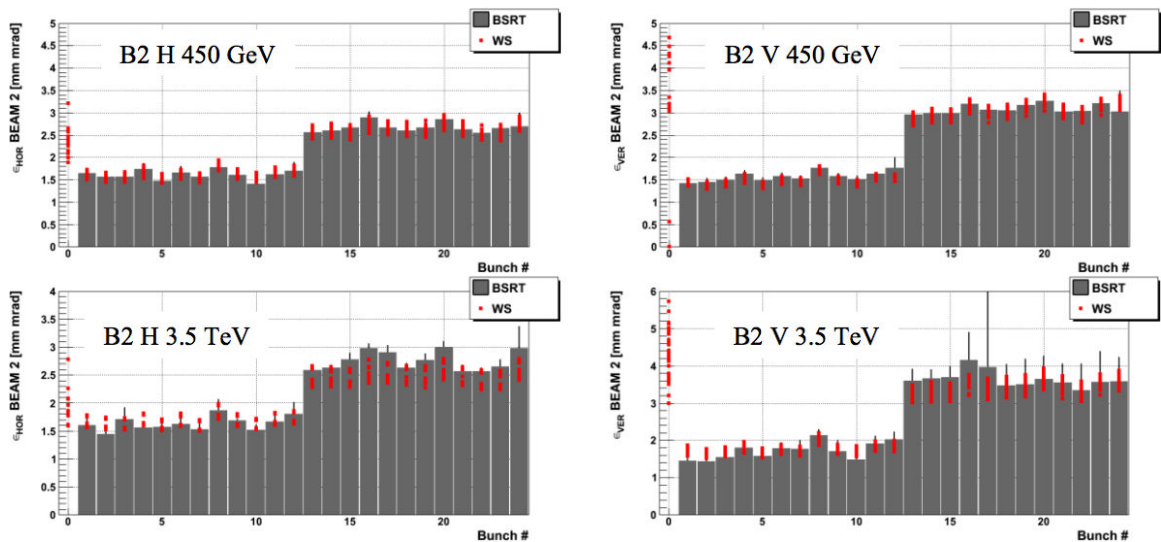 BSRT
WS
B2 H 450 GeV
εHOR BEAM 2 [mm mrad]
5
4.5
4
3.5
3
2.5
2
1.5
1
0.5
0
0 5 10 15 20
Bunch #
BSRT
WS
B2 V 450 GeV
εVER BEAM 2 [mm mrad]
5
4.5
4
3.5
3
2.5
2
1.5
1
0.5
0
0 5 10 15 20
Bunch #
BSRT
WS
B2 H 3.5 TeV
εHOR BEAM 2 [mm mrad]
4
3.5
3
2.5
2
1.5
1
0.5
0
0 5 10 15 20
Bunch #
BSRT
WS
B2 V 3.5 TeV
εVER BEAM 2 [mm mrad]
6
5
4
3
2
1
0
0 5 10 15 20
Bunch #